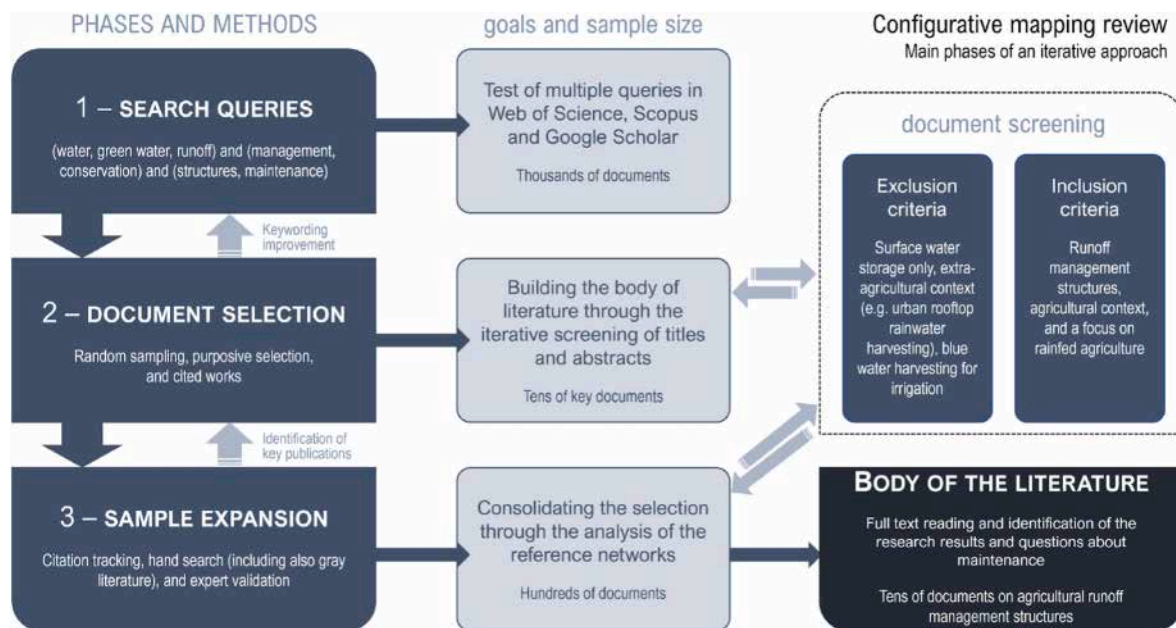 PHASES AND METHODS
goals and sample size
Configurative mapping review
Main phases of an iterative approach
1 – SEARCH QUERIES
(water, green water, runoff) and (management,
conservation) and (structures, maintenance)
Test of multiple queries in
Web of Science, Scopus
and Google Scholar
Thousands of documents
Keywording
improvement
document screening
Exclusion
criteria
Surface water
storage only, extra-
agricultural context
(e.g. urban rooftop
rainwater
harvesting), blue
water harvesting for
irrigation
Inclusion
criteria
Runoff
management
structures,
agricultural context,
and a focus on
rainfed agriculture
2 – DOCUMENT SELECTION
Random sampling, purposive selection,
and cited works
Building the body of
literature through the
iterative screening of titles
and abstracts
Tens of key documents
Identification of
key publications
3 – SAMPLE EXPANSION
Citation tracking, hand search (including also gray
literature), and expert validation
Consolidating the selection
through the analysis of the
reference networks
Hundreds of documents
BODY OF THE LITERATURE
Full text reading and identification of the
research results and questions about
maintenance
Tens of documents on agricultural runoff
management structures